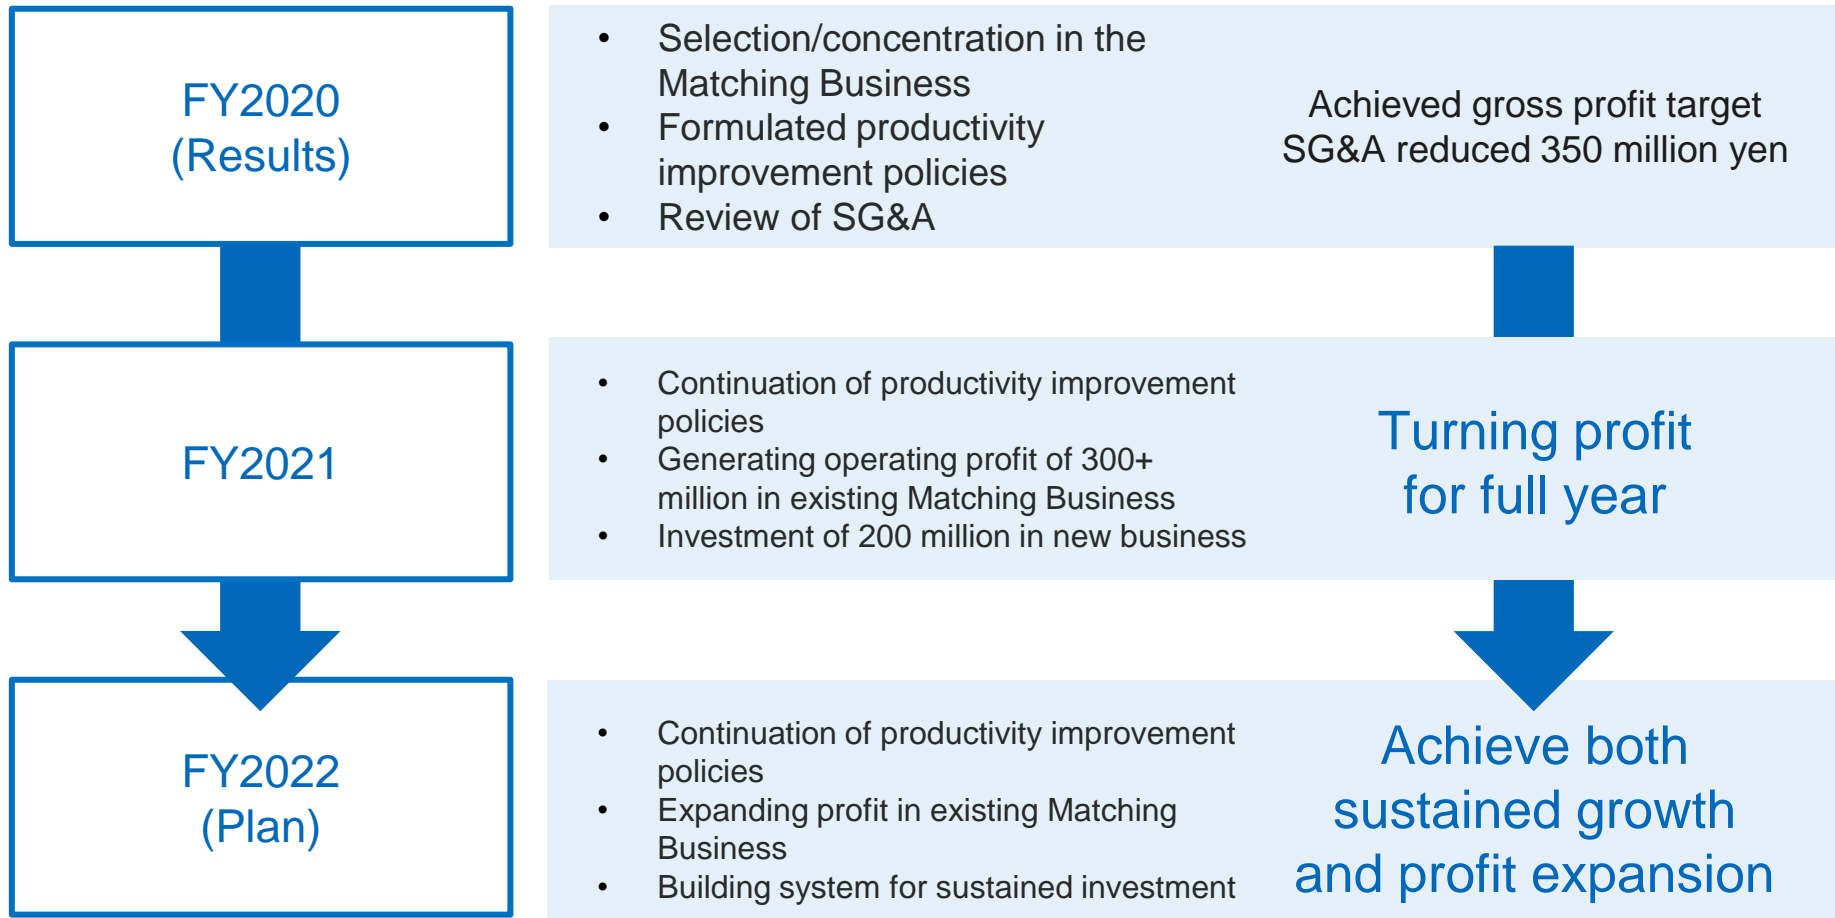 FY2020
(Results)
• Selection/concentration in the
Matching Business
• Formulated productivity
improvement policies
• Review of SG&A
Achieved gross profit target
SG&A reduced 350 million yen
FY2021
• Continuation of productivity improvement
policies
• Generating operating profit of 300+
million in existing Matching Business
• Investment of 200 million in new business
Turning profit
for full year
FY2022
(Plan)
• Continuation of productivity improvement
policies
• Expanding profit in existing Matching
Business
• Building system for sustained investment
Achieve both
sustained growth
and profit expansion